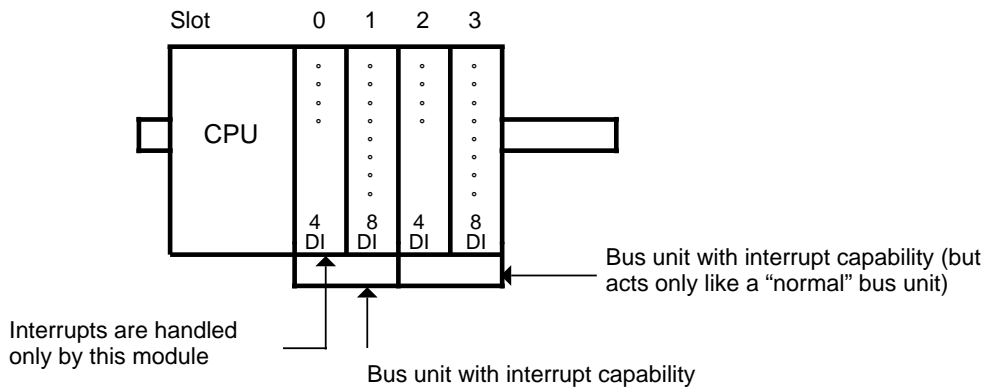 Slot 0 1 2 3
CPU
4 8 4 8
DI DI DI DI
Bus unit with interrupt capability (but
acts only like a “normal” bus unit)
Interrupts are handled
only by this module
Bus unit with interrupt capability